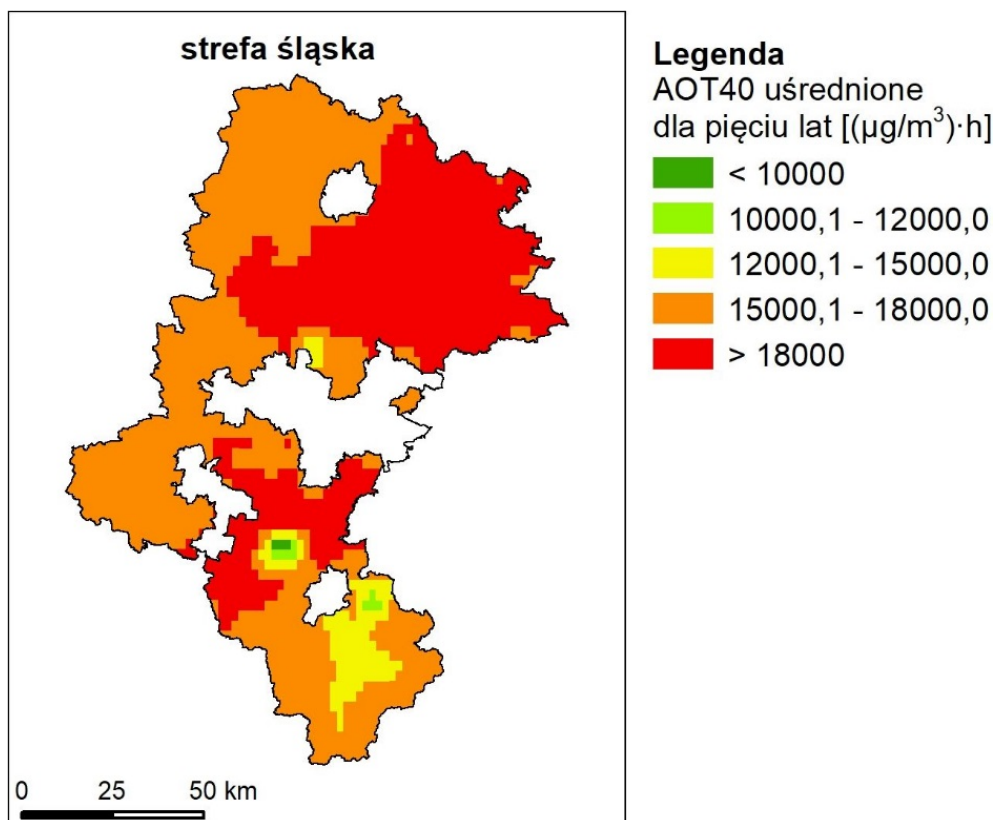 strefa śląska
Legenda
AOT40 uśrednione
dla pięciu lat [(µg/m³)·h]
< 10000
10000,1 - 12000,0
12000,1 - 15000,0
15000,1 - 18000,0
> 18000
0 25 50 km